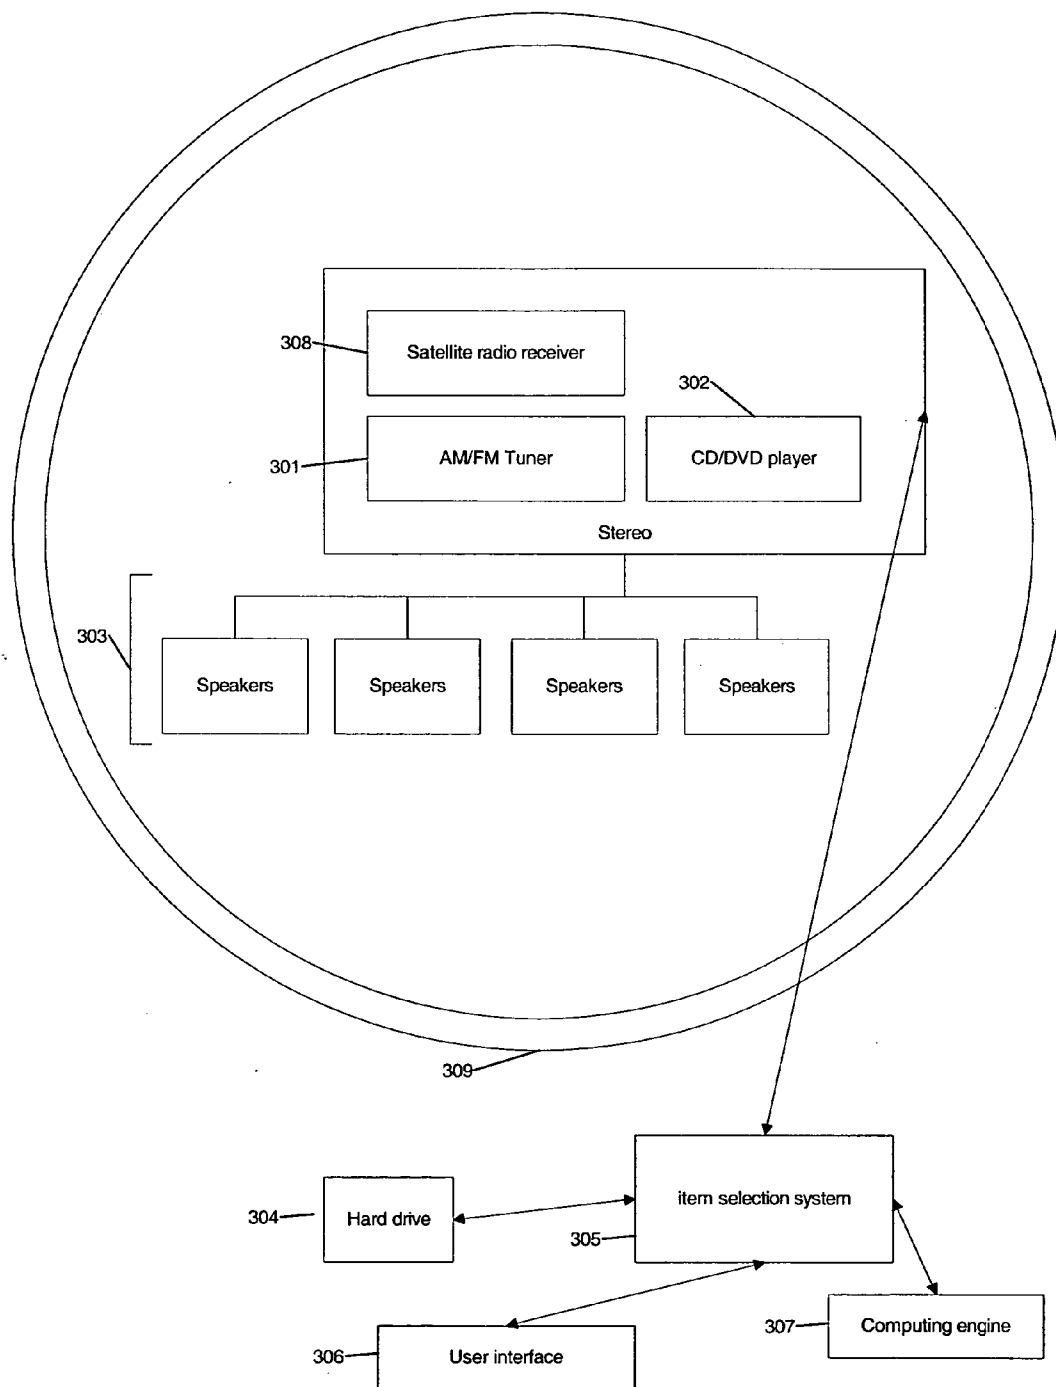 308
Satellite radio receiver
302
301
AM/FM Tuner
CD/DVD player
Stereo
303
Speakers
Speakers
Speakers
Speakers
309
304
Hard drive
item selection system
305
307
Computing engine
306
User interface